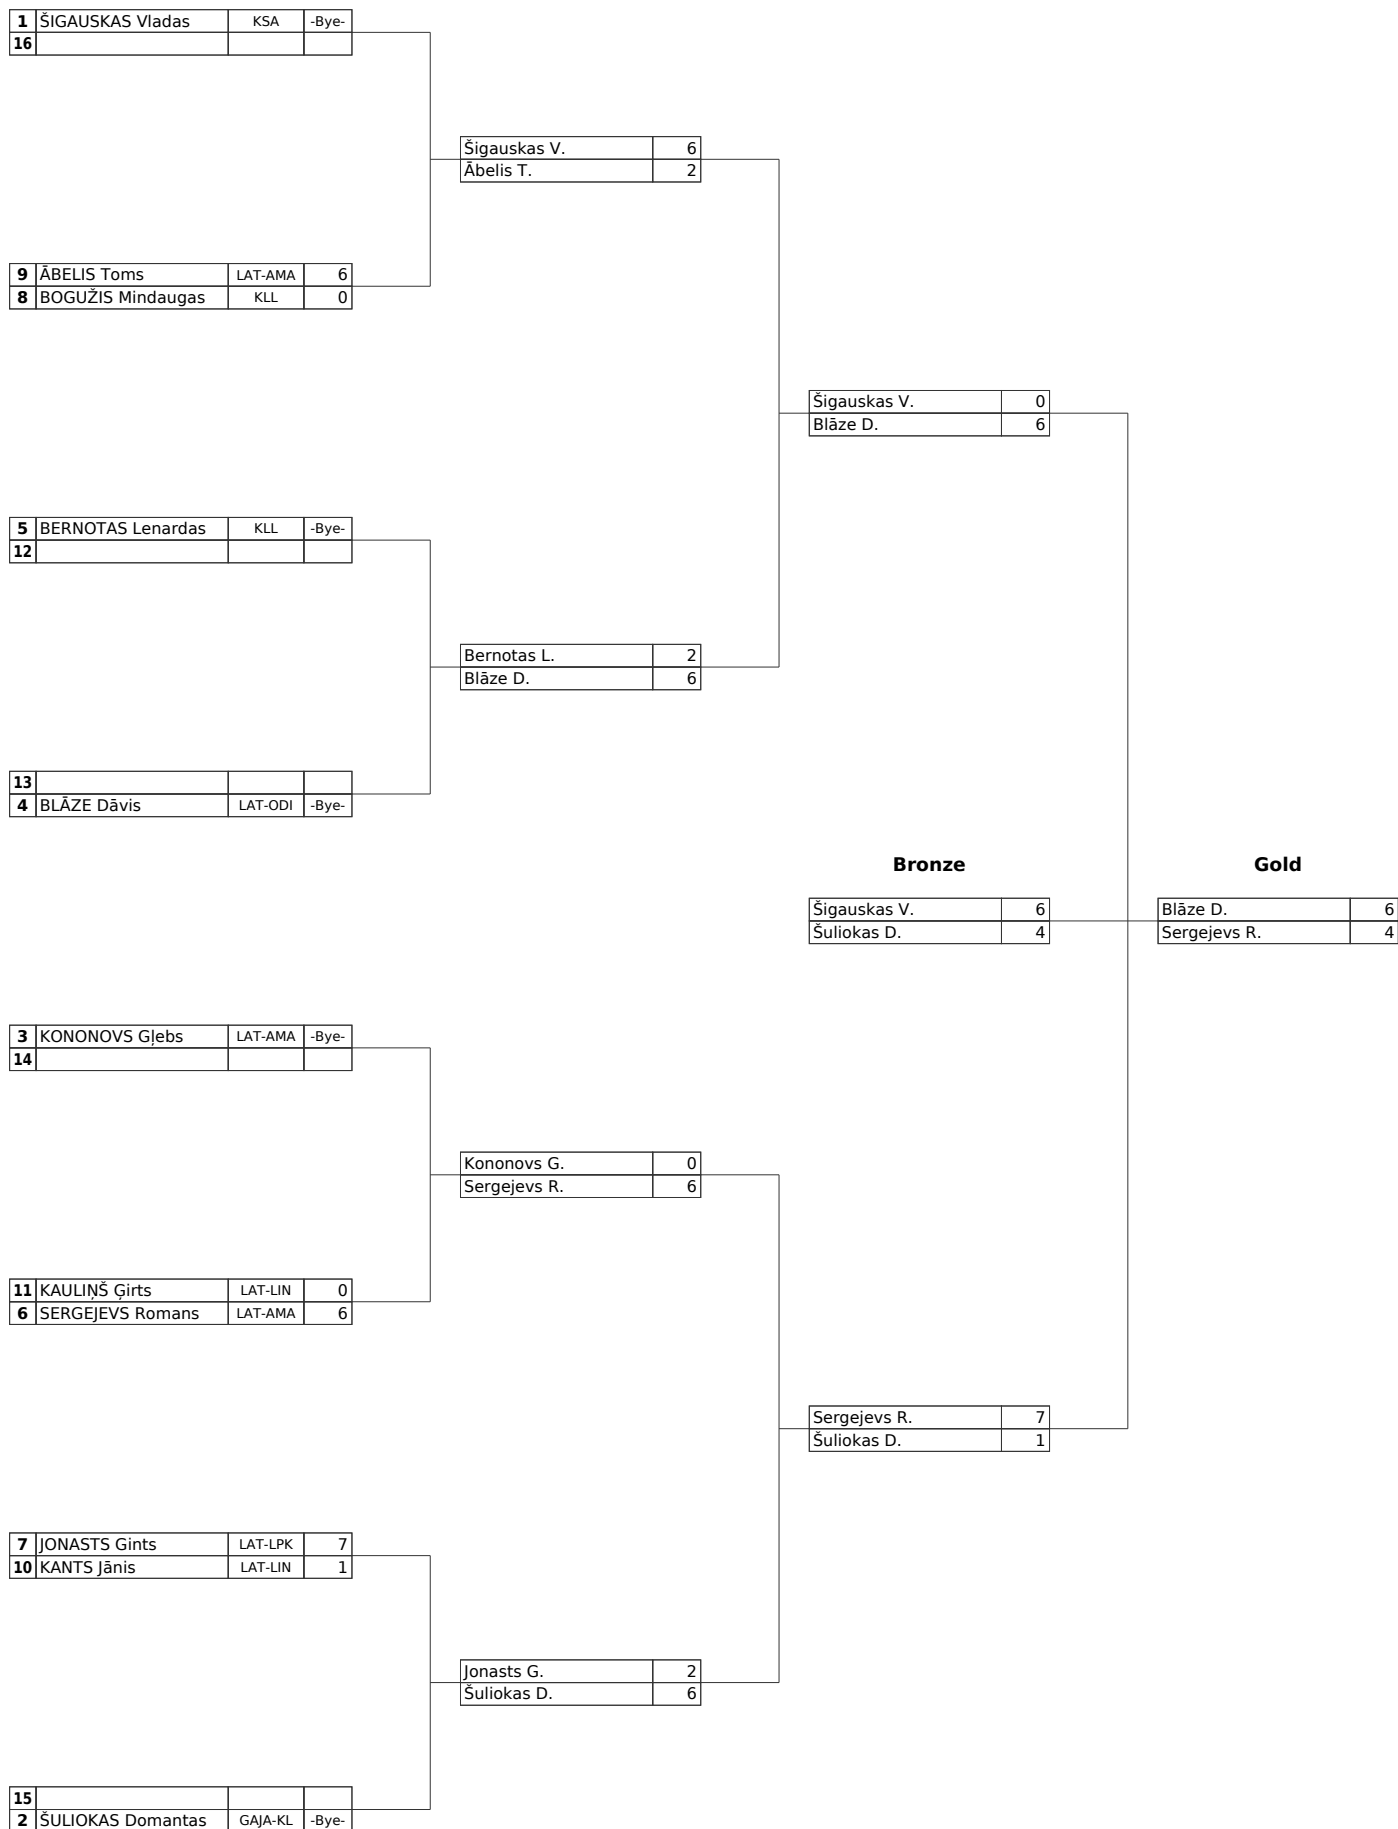 1 ŠIGAUSKAS Vladas KSA -Bye-
16
Šigauskas V. 6
Ābelis T. 2
9 ĀBELIS Toms LAT-AMA 6
8 BOGUŽIS Mindaugas KLL 0
Šigauskas V. 0
Blāze D. 6
5 BERNOTAS Lenardas KLL -Bye-
12
Bernotas L. 2
Blāze D. 6
13
4 BLĀZE Dāvis LAT-ODI -Bye-
Bronze Gold
Šigauskas V. 6 Blāze D. 6
Šuliokas D. 4 Sergejevs R. 4
3 KONONOVS Gļebs LAT-AMA -Bye-
14
Kononovs G. 0
Sergejevs R. 6
11 KAULIŅŠ Ģirts LAT-LIN 0
6 SERGEJEVS Romans LAT-AMA 6
Sergejevs R. 7
Šuliokas D. 1
7 JONASTS Gints LAT-LPK 7
10 KANTS Jānis LAT-LIN 1
Jonasts G. 2
Šuliokas D. 6
15
2 ŠULIOKAS Domantas GAJA-KL -Bye-